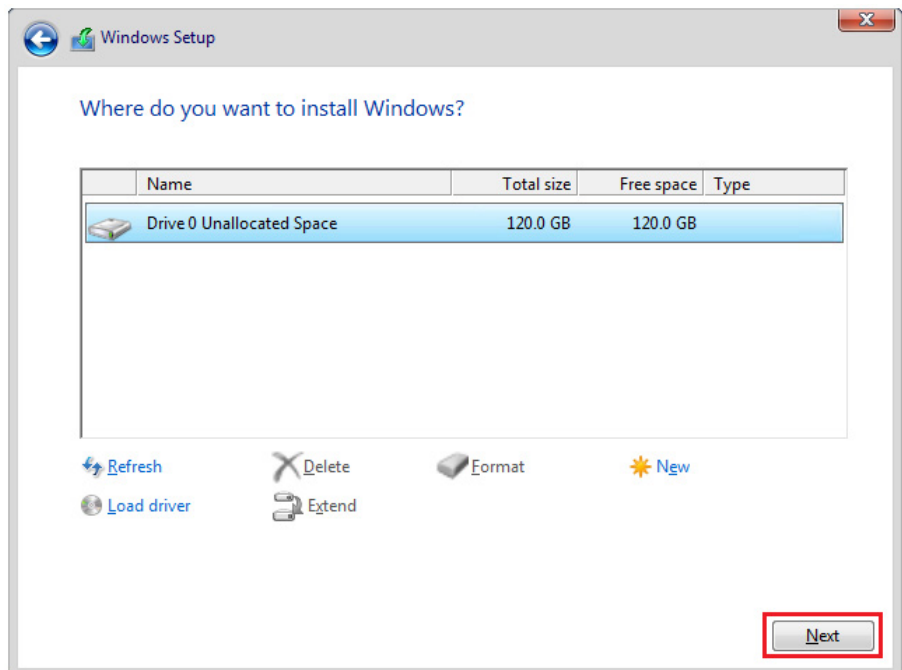 Windows Setup
Where do you want to install Windows?
Name Total size Free space Type
Drive 0 Unallocated Space 120.0 GB 120.0 GB
Refresh Delete Format New
Load driver Extend
Next